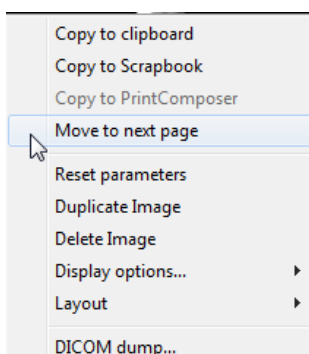 Copy to clipboard
Copy to Scrapbook
Copy to PrintComposer
Move to next page
Reset parameters
Duplicate Image
Delete Image
Display options...
Layout
DICOM dump...